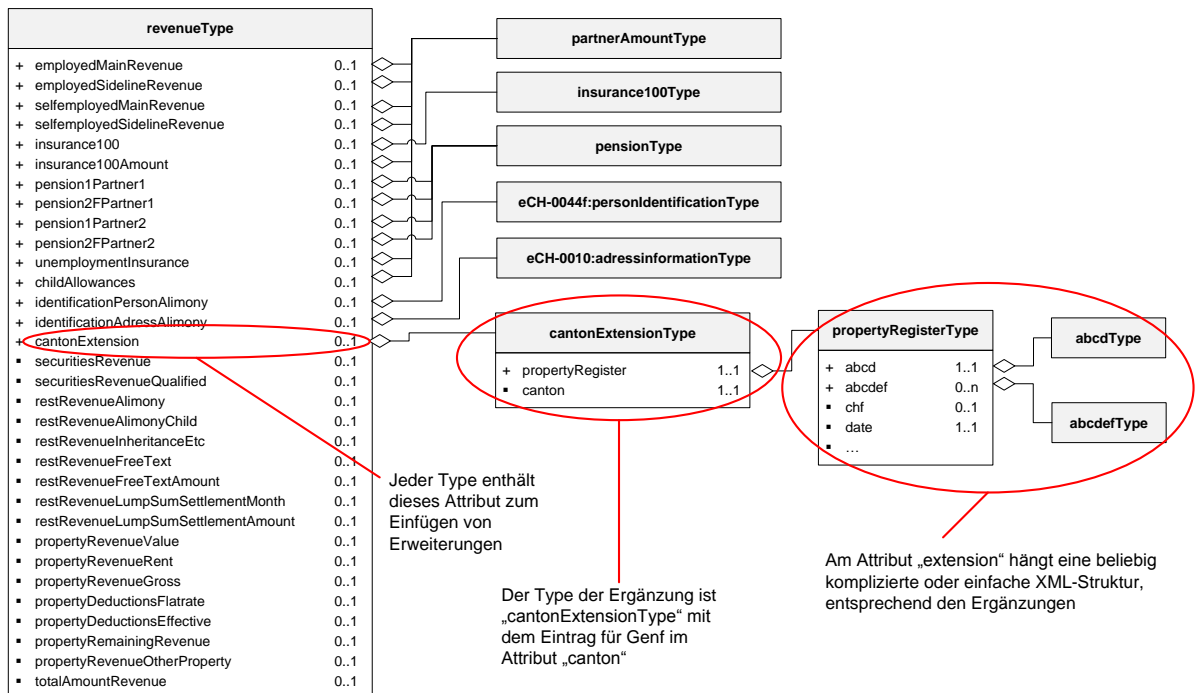 revenueType
+ employedMainRevenue 0..1
+ employedSidelineRevenue 0..1
+ selfemployedMainRevenue 0..1
+ selfemployedSidelineRevenue 0..1
+ insurance100 0..1
+ insurance100Amount 0..1
+ pension1Partner1 0..1
+ pension2FPartner1 0..1
+ pension1Partner2 0..1
+ pension2FPartner2 0..1
+ unemploymentInsurance 0..1
+ childAllowances 0..1
+ identificationPersonAlimony 0..1
+ identificationAdressAlimony 0..1
+ cantonExtension 0..1
▪ securitiesRevenue 0..1
▪ securitiesRevenueQualified 0..1
▪ restRevenueAlimony 0..1
▪ restRevenueAlimonyChild 0..1
▪ restRevenueInheritanceEtc 0..1
▪ restRevenueFreeText 0..1
▪ restRevenueFreeTextAmount 0..1
▪ restRevenueLumpSumSettlementMonth 0..1
▪ restRevenueLumpSumSettlementAmount 0..1
▪ propertyRevenueValue 0..1
▪ propertyRevenueRent 0..1
▪ propertyRevenueGross 0..1
▪ propertyDeductionsFlatrate 0..1
▪ propertyDeductionsEffective 0..1
▪ propertyRemainingRevenue 0..1
▪ propertyRevenueOtherProperty 0..1
▪ totalAmountRevenue 0..1
partnerAmountType
insurance100Type
pensionType
eCH-0044f:personIdentificationType
eCH-0010:adressinformationType
cantonExtensionType
+ propertyRegister 1..1
▪ canton 1..1
propertyRegisterType
+ abcd 1..1
+ abcdef 0..n
▪ chf 0..1
▪ date 1..1
▪ …
abcdType
abcdefType
Jeder Type enthält
dieses Attribut zum
Einfügen von
Erweiterungen
Der Type der Ergänzung ist
„cantonExtensionType“ mit
dem Eintrag für Genf im
Attribut „canton“
Am Attribut „extension“ hängt eine beliebig
komplizierte oder einfache XML-Struktur,
entsprechend den Ergänzungen